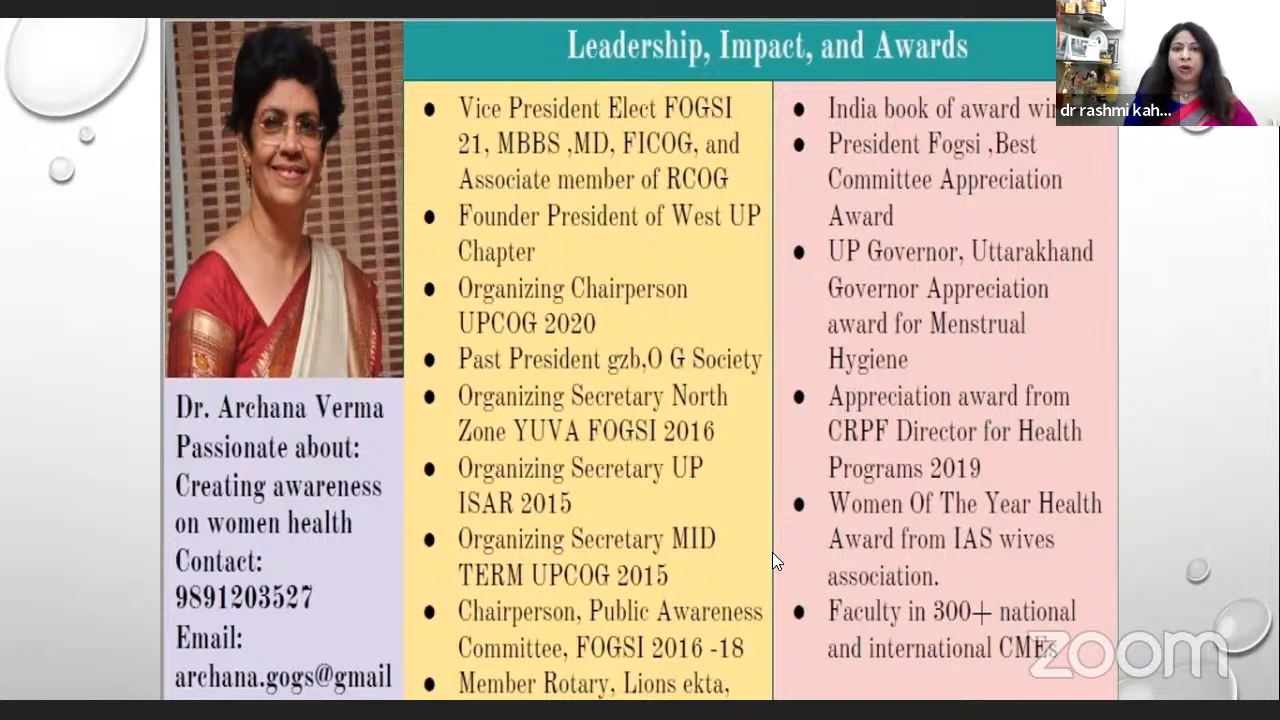 Leadership, Impact, and Awards
dr rashmi kah...
Dr. Archana Verma
Passionate about:
Creating awareness
on women health
Contact:
9891203527
Email:
archana.gogs@gmail
● Vice President Elect FOGSI
21, MBBS ,MD, FICOG, and
Associate member of RCOG
● Founder President of West UP
Chapter
● Organizing Chairperson
UPCOG 2020
● Past President gzb,O G Society
● Organizing Secretary North
Zone YUVA FOGSI 2016
● Organizing Secretary UP
ISAR 2015
● Organizing Secretary MID
TERM UPCOG 2015
● Chairperson, Public Awareness
Committee, FOGSI 2016 -18
● Member Rotary, Lions ekta,
● India book of award
● President Fogsi ,Best
Committee Appreciation
Award
● UP Governor, Uttarakhand
Governor Appreciation
award for Menstrual
Hygiene
● Appreciation award from
CRPF Director for Health
Programs 2019
● Women Of The Year Health
Award from IAS wives
association.
● Faculty in 300+ national
and international CMEs
zoom